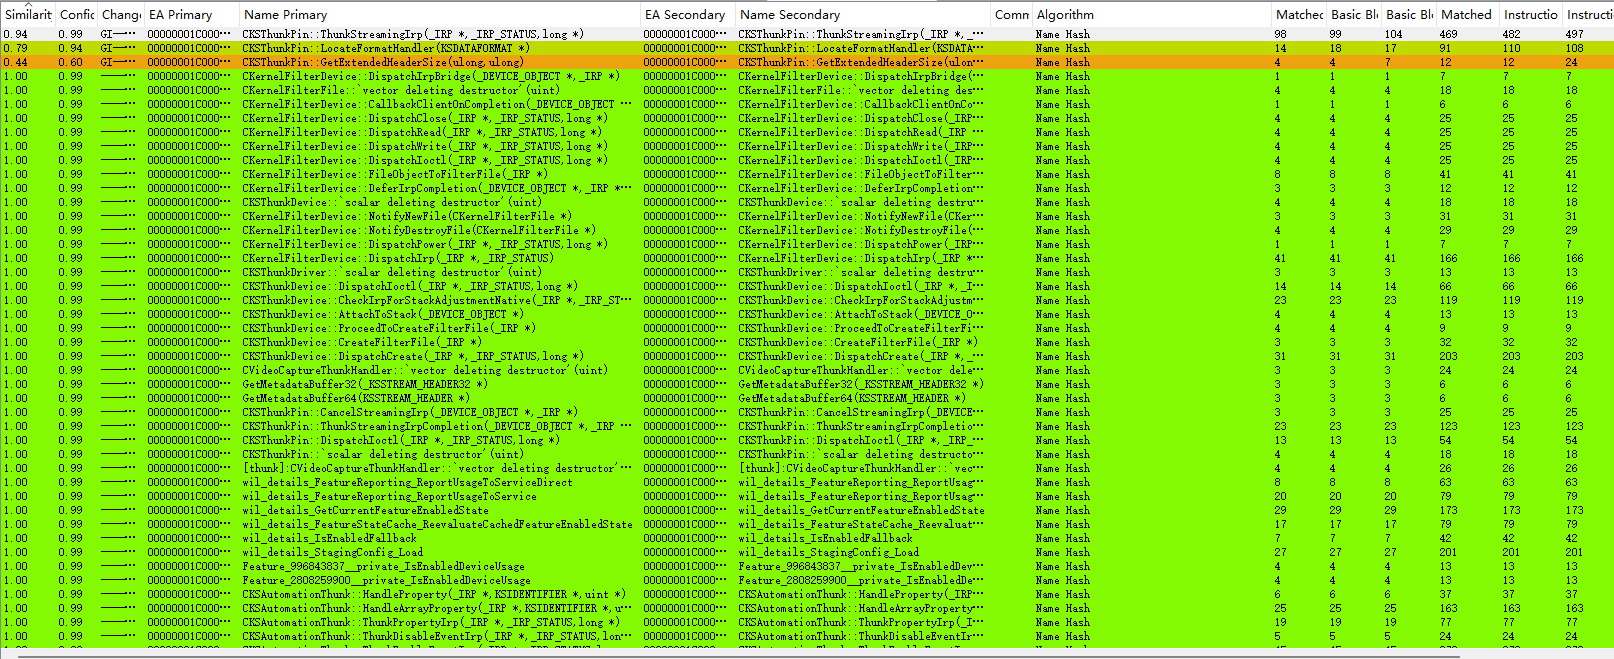 Similarit Confid Chang EA Primary Name Primary EA Secondary Name Secondary Comm Algorithm Matchec Basic Bl Basic Blo Matched Instructio Instructi
0.94 0.99 GI—--- 00000001C000··· CKSThunkPin::ThunkStreamingIrp(_IRP *,_IRP_STATUS,long *) 00000001C000··· CKSThunkPin::ThunkStreamingIrp(_IRP··· Name Hash 98 99 104 469 482 497
0.79 0.94 GI—--- 00000001C000··· CKSThunkPin::LocateFormatHandler(KSDATAFORMAT *) 00000001C000··· CKSThunkPin::LocateFormatHandler(KSDATA··· Name Hash 14 18 17 91 110 108
0.44 0.60 GI—--- 00000001C000··· CKSThunkPin::GetExtendedHeaderSize(ulong,ulong) 00000001C000··· CKSThunkPin::GetExtendedHeaderSize(ulon··· Name Hash 4 4 7 12 12 24
1.00 0.99 ——--- 00000001C000··· CKernelFilterDevice::DispatchIrpBridge(_DEVICE_OBJECT *,_IRP *) 00000001C000··· CKernelFilterDevice::DispatchIrpBridge(··· Name Hash 1 1 1 7 7 7
1.00 0.99 ——--- 00000001C000··· CKernelFilterFile::`vector deleting destructor'(uint) 00000001C000··· CKernelFilterFile::`vector deleting des··· Name Hash 4 4 4 18 18 18
1.00 0.99 ——--- 00000001C000··· CKernelFilterDevice::CallbackClientOnCompletion(_DEVICE_OBJECT ··· 00000001C000··· CKernelFilterDevice::CallbackClientOnCo··· Name Hash 1 1 1 6 6 6
1.00 0.99 ——--- 00000001C000··· CKernelFilterDevice::DispatchClose(_IRP *,_IRP_STATUS,long *) 00000001C000··· CKernelFilterDevice::DispatchClose(_IRP··· Name Hash 4 4 4 25 25 25
1.00 0.99 ——--- 00000001C000··· CKernelFilterDevice::DispatchRead(_IRP *,_IRP_STATUS,long *) 00000001C000··· CKernelFilterDevice::DispatchRead(_IRP ··· Name Hash 4 4 4 25 25 25
1.00 0.99 ——--- 00000001C000··· CKernelFilterDevice::DispatchWrite(_IRP *,_IRP_STATUS,long *) 00000001C000··· CKernelFilterDevice::DispatchWrite(_IRP··· Name Hash 4 4 4 25 25 25
1.00 0.99 ——--- 00000001C000··· CKernelFilterDevice::DispatchIoctl(_IRP *,_IRP_STATUS,long *) 00000001C000··· CKernelFilterDevice::DispatchIoctl(_IRP··· Name Hash 4 4 4 25 25 25
1.00 0.99 ——--- 00000001C000··· CKernelFilterDevice::FileObjectToFilterFile(_IRP *) 00000001C000··· CKernelFilterDevice::FileObjectToFilter··· Name Hash 8 8 8 41 41 41
1.00 0.99 ——--- 00000001C000··· CKernelFilterDevice::DeferIrpCompletion(_DEVICE_OBJECT *,_IRP *··· 00000001C000··· CKernelFilterDevice::DeferIrpCompletion··· Name Hash 3 3 3 12 12 12
1.00 0.99 ——--- 00000001C000··· CKSThunkDevice::`scalar deleting destructor'(uint) 00000001C000··· CKSThunkDevice::`scalar deleting destru··· Name Hash 4 4 4 18 18 18
1.00 0.99 ——--- 00000001C000··· CKernelFilterDevice::NotifyNewFile(CKernelFilterFile *) 00000001C000··· CKernelFilterDevice::NotifyNewFile(CKer··· Name Hash 3 3 3 31 31 31
1.00 0.99 ——--- 00000001C000··· CKernelFilterDevice::NotifyDestroyFile(CKernelFilterFile *) 00000001C000··· CKernelFilterDevice::NotifyDestroyFile(··· Name Hash 4 4 4 29 29 29
1.00 0.99 ——--- 00000001C000··· CKernelFilterDevice::DispatchPower(_IRP *,_IRP_STATUS,long *) 00000001C000··· CKernelFilterDevice::DispatchPower(_IRP··· Name Hash 1 1 1 7 7 7
1.00 0.99 ——--- 00000001C000··· CKernelFilterDevice::DispatchIrp(_IRP *,_IRP_STATUS) 00000001C000··· CKernelFilterDevice::DispatchIrp(_IRP *··· Name Hash 41 41 41 166 166 166
1.00 0.99 ——--- 00000001C000··· CKSThunkDriver::`scalar deleting destructor'(uint) 00000001C000··· CKSThunkDriver::`scalar deleting destru··· Name Hash 3 3 3 13 13 13
1.00 0.99 ——--- 00000001C000··· CKSThunkDevice::DispatchIoctl(_IRP *,_IRP_STATUS,long *) 00000001C000··· CKSThunkDevice::DispatchIoctl(_IRP *,_I··· Name Hash 14 14 14 66 66 66
1.00 0.99 ——--- 00000001C000··· CKSThunkDevice::CheckIrpForStackAdjustmentNative(_IRP *,_IRP_ST··· 00000001C000··· CKSThunkDevice::CheckIrpForStackAdjustm··· Name Hash 23 23 23 119 119 119
1.00 0.99 ——--- 00000001C000··· CKSThunkDevice::AttachToStack(_DEVICE_OBJECT *) 00000001C000··· CKSThunkDevice::AttachToStack(_DEVICE_O··· Name Hash 4 4 4 13 13 13
1.00 0.99 ——--- 00000001C000··· CKSThunkDevice::ProceedToCreateFilterFile(_IRP *) 00000001C000··· CKSThunkDevice::ProceedToCreateFilterFi··· Name Hash 4 4 4 9 9 9
1.00 0.99 ——--- 00000001C000··· CKSThunkDevice::CreateFilterFile(_IRP *) 00000001C000··· CKSThunkDevice::CreateFilterFile(_IRP *) Name Hash 3 3 3 32 32 32
1.00 0.99 ——--- 00000001C000··· CKSThunkDevice::DispatchCreate(_IRP *,_IRP_STATUS,long *) 00000001C000··· CKSThunkDevice::DispatchCreate(_IRP *,_··· Name Hash 31 31 31 203 203 203
1.00 0.99 ——--- 00000001C000··· CVideoCaptureThunkHandler::`vector deleting destructor'(uint) 00000001C000··· CVideoCaptureThunkHandler::`vector dele··· Name Hash 3 3 3 24 24 24
1.00 0.99 ——--- 00000001C000··· GetMetadataBuffer32(_KSSTREAM_HEADER32 *) 00000001C000··· GetMetadataBuffer32(_KSSTREAM_HEADER32 *) Name Hash 3 3 3 6 6 6
1.00 0.99 ——--- 00000001C000··· GetMetadataBuffer64(KSSTREAM_HEADER *) 00000001C000··· GetMetadataBuffer64(KSSTREAM_HEADER *) Name Hash 3 3 3 6 6 6
1.00 0.99 ——--- 00000001C000··· CKSThunkPin::CancelStreamingIrp(_DEVICE_OBJECT *,_IRP *) 00000001C000··· CKSThunkPin::CancelStreamingIrp(_DEVICE··· Name Hash 3 3 3 25 25 25
1.00 0.99 ——--- 00000001C000··· CKSThunkPin::ThunkStreamingIrpCompletion(_DEVICE_OBJECT *,_IRP ··· 00000001C000··· CKSThunkPin::ThunkStreamingIrpCompletio··· Name Hash 23 23 23 123 123 123
1.00 0.99 ——--- 00000001C000··· CKSThunkPin::DispatchIoctl(_IRP *,_IRP_STATUS,long *) 00000001C000··· CKSThunkPin::DispatchIoctl(_IRP *,_IRP_··· Name Hash 13 13 13 54 54 54
1.00 0.99 ——--- 00000001C000··· CKSThunkPin::`scalar deleting destructor'(uint) 00000001C000··· CKSThunkPin::`scalar deleting destructo··· Name Hash 4 4 4 18 18 18
1.00 0.99 ——--- 00000001C000··· [thunk]:CVideoCaptureThunkHandler::`vector deleting destructor'··· 00000001C000··· [thunk]:CVideoCaptureThunkHandler::`vec··· Name Hash 4 4 4 26 26 26
1.00 0.99 ——--- 00000001C000··· wil_details_FeatureReporting_ReportUsageToServiceDirect 00000001C000··· wil_details_FeatureReporting_ReportUsag··· Name Hash 8 8 8 63 63 63
1.00 0.99 ——--- 00000001C000··· wil_details_FeatureReporting_ReportUsageToService 00000001C000··· wil_details_FeatureReporting_ReportUsag··· Name Hash 20 20 20 79 79 79
1.00 0.99 ——--- 00000001C000··· wil_details_GetCurrentFeatureEnabledState 00000001C000··· wil_details_GetCurrentFeatureEnabledState Name Hash 29 29 29 173 173 173
1.00 0.99 ——--- 00000001C000··· wil_details_FeatureStateCache_ReevaluateCachedFeatureEnabledState 00000001C000··· wil_details_FeatureStateCache_Reevaluat··· Name Hash 17 17 17 79 79 79
1.00 0.99 ——--- 00000001C000··· wil_details_IsEnabledFallback 00000001C000··· wil_details_IsEnabledFallback Name Hash 7 7 7 42 42 42
1.00 0.99 ——--- 00000001C000··· wil_details_StagingConfig_Load 00000001C000··· wil_details_StagingConfig_Load Name Hash 27 27 27 201 201 201
1.00 0.99 ——--- 00000001C000··· Feature_996843837__private_IsEnabledDeviceUsage 00000001C000··· Feature_996843837__private_IsEnabledDev··· Name Hash 4 4 4 13 13 13
1.00 0.99 ——--- 00000001C000··· Feature_2808259900__private_IsEnabledDeviceUsage 00000001C000··· Feature_2808259900__private_IsEnabledDe··· Name Hash 4 4 4 13 13 13
1.00 0.99 ——--- 00000001C000··· CKSAutomationThunk::HandleProperty(_IRP *,KSIDENTIFIER *,uint *) 00000001C000··· CKSAutomationThunk::HandleProperty(_IRP··· Name Hash 6 6 6 37 37 37
1.00 0.99 ——--- 00000001C000··· CKSAutomationThunk::HandleArrayProperty(_IRP *,KSIDENTIFIER *,u··· 00000001C000··· CKSAutomationThunk::HandleArrayProperty··· Name Hash 25 25 25 163 163 163
1.00 0.99 ——--- 00000001C000··· CKSAutomationThunk::ThunkPropertyIrp(_IRP *,_IRP_STATUS,long *) 00000001C000··· CKSAutomationThunk::ThunkPropertyIrp(_I··· Name Hash 19 19 19 77 77 77
1.00 0.99 ——--- 00000001C000··· CKSAutomationThunk::ThunkDisableEventIrp(_IRP *,_IRP_STATUS,lon··· 00000001C000··· CKSAutomationThunk::ThunkDisableEventIr··· Name Hash 5 5 5 24 24 24